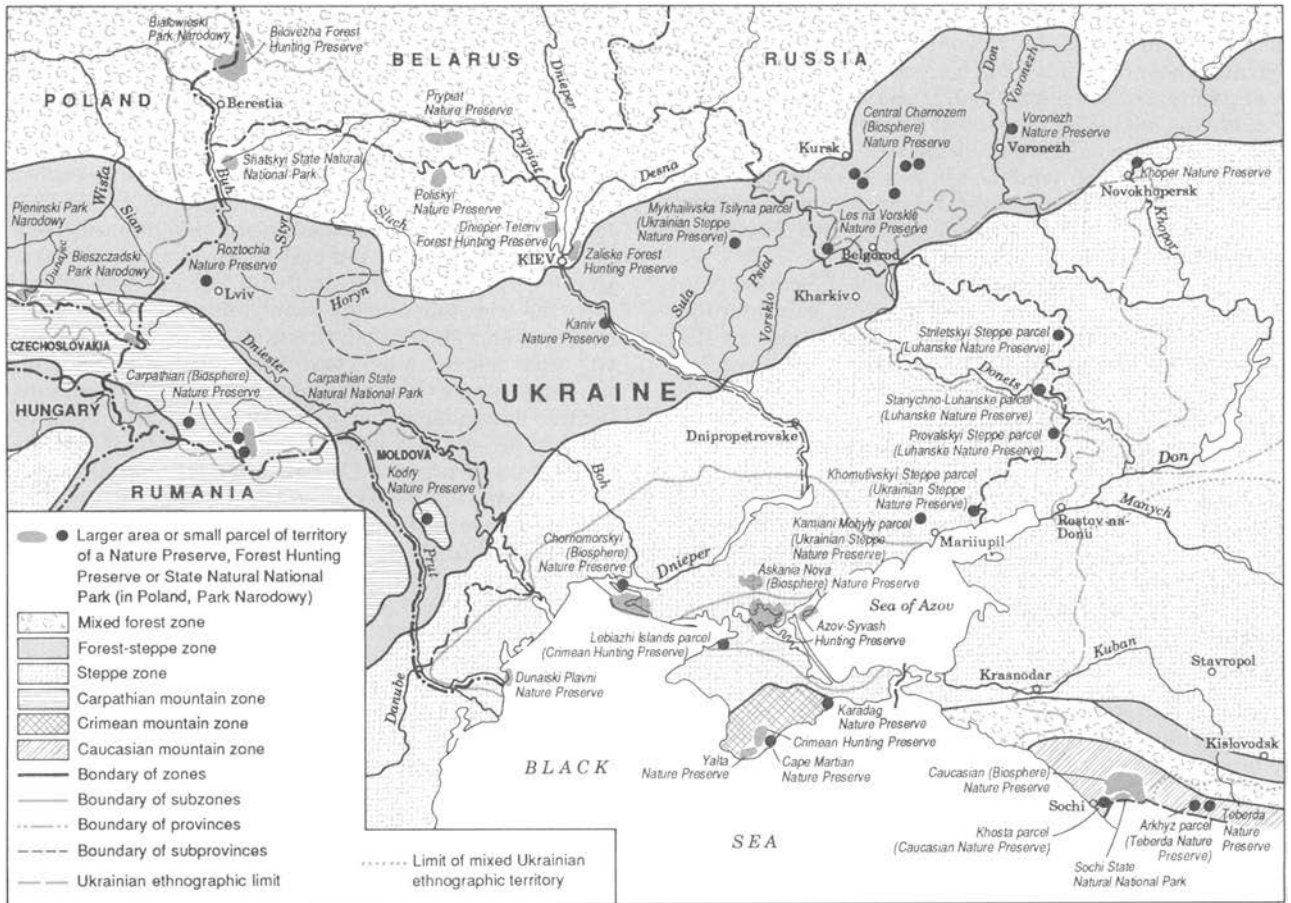 Białowieski
Park Narodowy
Bilovezha Forest
Hunting Preserve
BELARUS
RUSSIA
POLAND
Berestia
Prypiat
Nature Preserve
Dnieper
Prypiat
Desna
Don
Voronezh
Central Chernozem
(Biosphere)
Nature Preserve
Voronezh
Nature Preserve
Voronezh
Kursk
Khoper Nature Preserve
Novokhopersk
Khopor
Wisła
Sian
Buh
Shatskyi State Natural
National Park
Styr
Sluch
Poliskyi
Nature Preserve
Dnieper-Teteriv
Forest Hunting Preserve
KIEV
Zaliske Forest
Hunting Preserve
Mykhailivska Tsilyna parcel
(Ukrainian Steppe
Nature Preserve)
Les na Vorskle
Nature Preserve
Belgorod
Pieninski Park
Narodowy
Dunajec
Bieszczadski
Park Narodowy
Roztochia
Nature Preserve
Lviv
Horyn
Sula
Psiol
Vorsklo
Kharkiv
Kaniv
Nature Preserve
Striletskyi Steppe parcel
(Luhanske Nature Preserve)
Donets
Stanychno-Luhanske parcel
(Luhanske Nature Preserve)
Provalskyi Steppe parcel
(Luhanske Nature Preserve)
CZECHOSLOVAKIA
Dniester
Carpathian (Biosphere)
Nature Preserve
Carpathian State
Natural National Park
UKRAINE
HUNGARY
Dnipropetrovske
Don
Manych
RUMANIA
MOLDOVA
Kodry
Nature Preserve
Boh
Prut
Khomutivskyi Steppe parcel
(Ukrainian Steppe
Nature Preserve)
Kamiani Mohyly parcel
(Ukrainian Steppe
Nature Preserve)
Mariiupil
Rostov-na-
Donu
Chornomorskyi
(Biosphere)
Nature Preserve
Dnieper
Askania Nova
(Biosphere) Nature Preserve
Sea of Azov
Azov-Syvash
Hunting Preserve
Lebiazhi Islands parcel
(Crimean Hunting Preserve)
Dunaiski Plavni
Nature Preserve
Danube
Krasnodar
Kuban
Stavropol
Karadag
Nature Preserve
Crimean Hunting Preserve
Yalta
Nature Preserve
Cape Martian
Nature Preserve
BLACK
SEA
Kislovodsk
Caucasian (Biosphere)
Nature Preserve
Sochi
Khosta parcel
(Caucasian Nature Preserve)
Sochi State
Natural National Park
Arkhyz parcel
(Teberda Nature
Preserve)
Teberda
Nature
Preserve
Larger area or small parcel of territory
of a Nature Preserve, Forest Hunting
Preserve or State Natural National
Park (in Poland, Park Narodowy)
Mixed forest zone
Forest-steppe zone
Steppe zone
Carpathian mountain zone
Crimean mountain zone
Caucasian mountain zone
Bondary of zones
Boundary of subzones
Boundary of provinces
Boundary of subprovinces
Ukrainian ethnographic limit
Limit of mixed Ukrainian
ethnographic territory